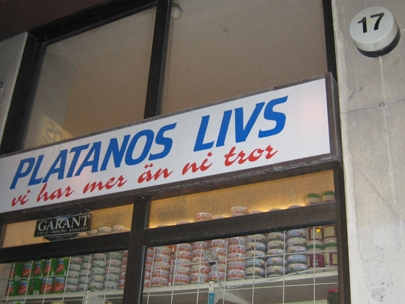 17
PLATANOS LIVS
vi har mer än ni tror
GARANT